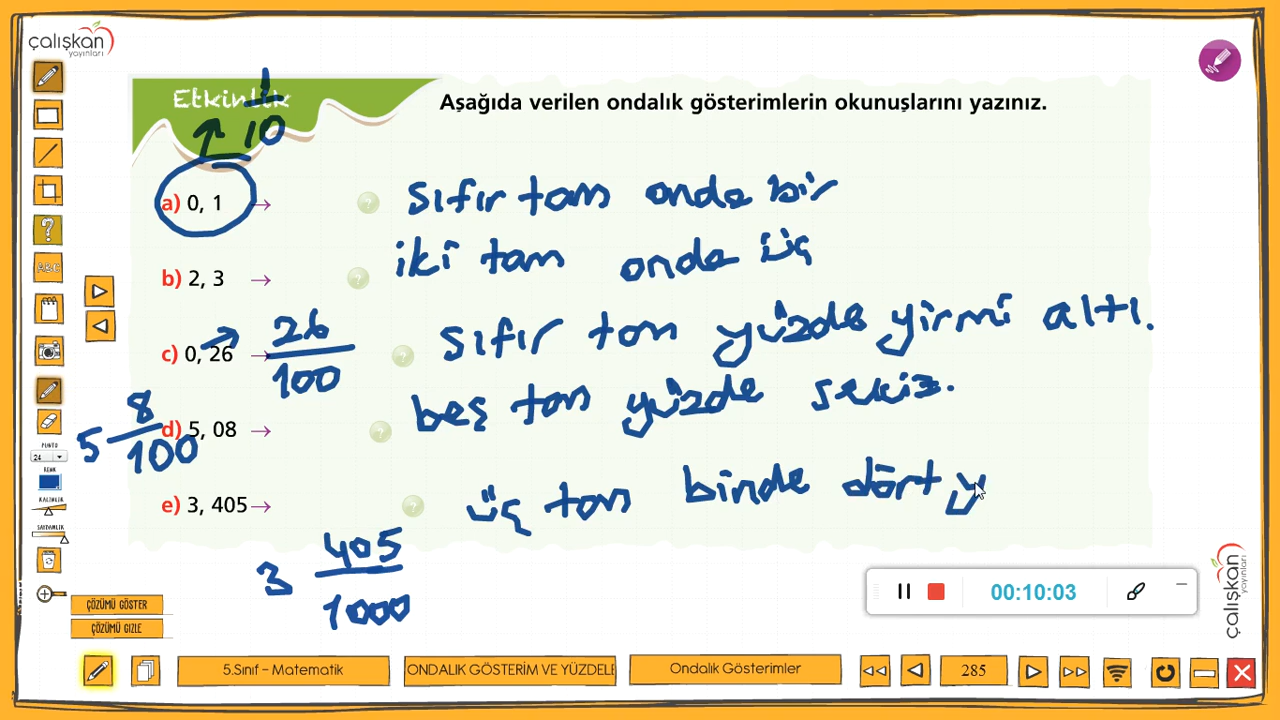 çalışkan
yayınları
Etkinlik
1
10
Aşağıda verilen ondalık gösterimlerin okunuşlarını yazınız.
a) 0, 1 → ? sıfır tam onda bir
b) 2, 3 → ? iki tam onda üç
c) 0, 26 → ? sıfır tam yüzde yirmi altı.
26
100
d) 5, 08 → ? beş tam yüzde sekiz.
5 8
100
e) 3, 405 → ? üç tam binde dört y
3 405
1000
ABC
PUNTO
24
RENK
KALINLIK
SAYDAMLIK
ÇÖZÜMÜ GÖSTER
ÇÖZÜMÜ GİZLE
00:10:03
çalışkan
yayınları
5.Sınıf – Matematik
ONDALIK GÖSTERİM VE YÜZDELE
Ondalık Gösterimler
285